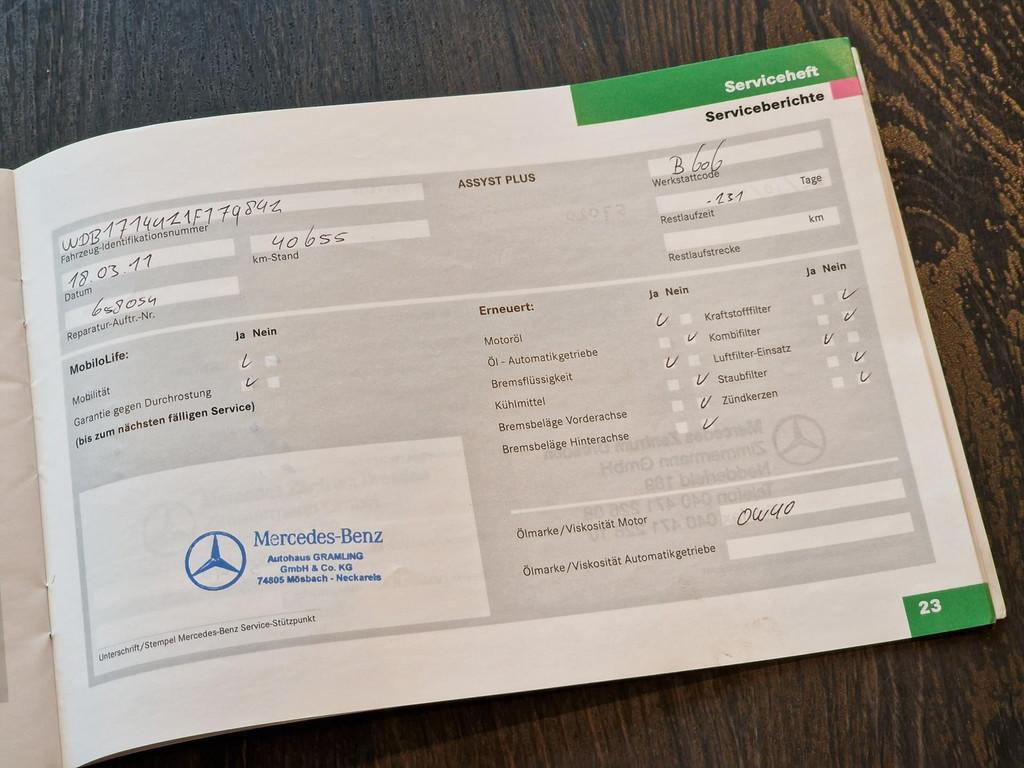 Serviceheft
Serviceberichte
ASSYST PLUS
B 606
Werkstattcode
WDB1714421F179842
Fahrzeug-Identifikationsnummer
-231 Tage
Restlaufzeit
18.03.11
Datum
40655
km-Stand
km
Restlaufstrecke
658054
Reparatur-Auftr.-Nr.
Ja Nein
MobiloLife:
Mobilität
Garantie gegen Durchrostung
(bis zum nächsten fälligen Service)
Erneuert:
Ja Nein
Motoröl
Öl - Automatikgetriebe
Bremsflüssigkeit
Kühlmittel
Bremsbeläge Vorderachse
Bremsbeläge Hinterachse
Ja Nein
Kraftstofffilter
Kombifilter
Luftfilter-Einsatz
Staubfilter
Zündkerzen
Mercedes-Benz
Autohaus GRAMLING
GmbH & Co. KG
74805 Mösbach - Neckarels
Unterschrift/Stempel Mercedes-Benz Service-Stützpunkt
Ölmarke/Viskosität Motor
0W40
Ölmarke/Viskosität Automatikgetriebe
23